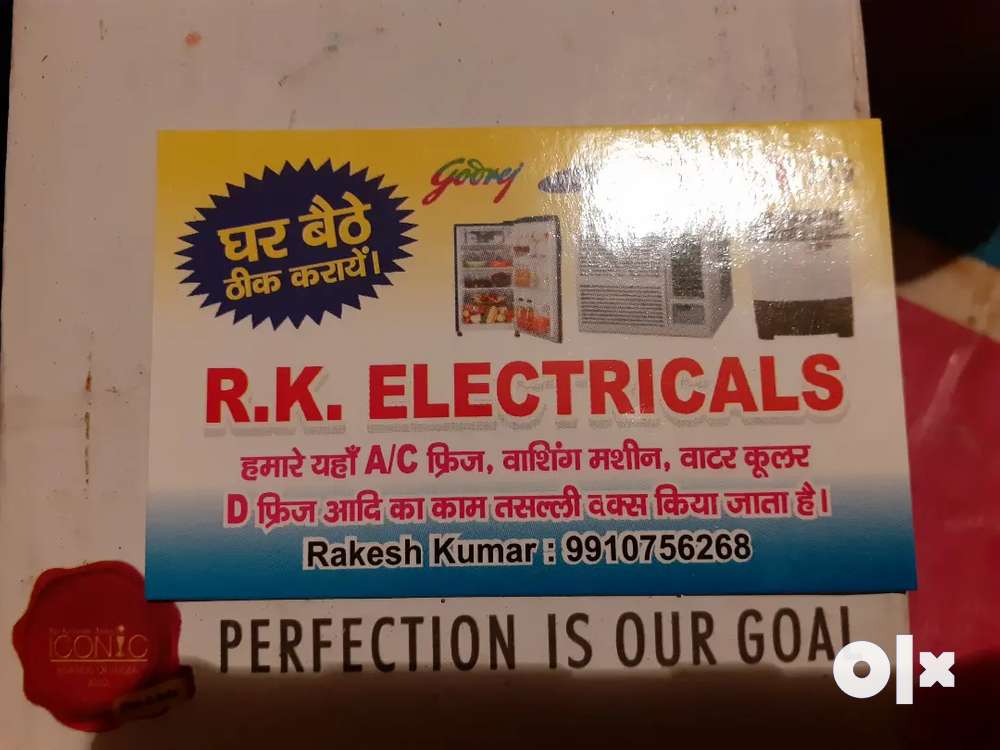 घर बैठे
ठीक करायें।
Godrej
R.K. ELECTRICALS
हमारे यहाँ A/C फ्रिज, वाशिंग मशीन, वाटर कूलर
D फ्रिज आदि का काम तसल्ली वक्स किया जाता है।
Rakesh Kumar : 9910756268
ICONIC
PERFECTION IS OUR GOAL
olx